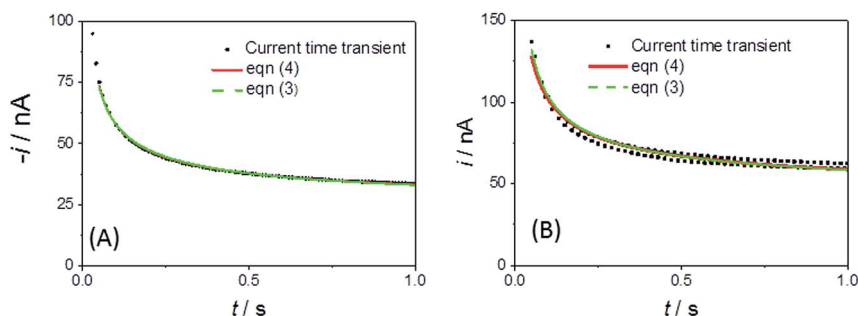 100
75
50
25
0
-i / nA
Current time transient
eqn (4)
eqn (3)
(A)
0.0
0.5
1.0
t / s
150
100
50
0
i / nA
Current time transient
eqn (4)
eqn (3)
(B)
0.0
0.5
1.0
t / s